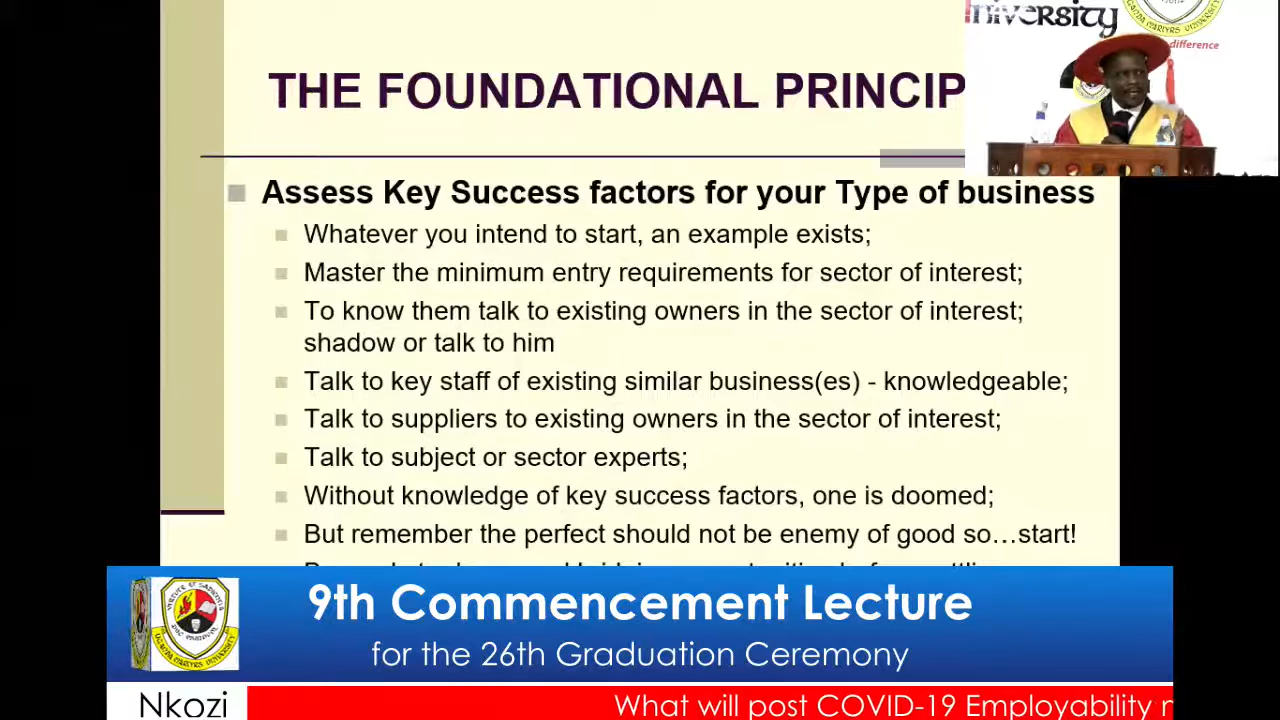 THE FOUNDATIONAL PRINCIP
University
difference
Assess Key Success factors for your Type of business
Whatever you intend to start, an example exists;
Master the minimum entry requirements for sector of interest;
To know them talk to existing owners in the sector of interest;
shadow or talk to him
Talk to key staff of existing similar business(es) - knowledgeable;
Talk to suppliers to existing owners in the sector of interest;
Talk to subject or sector experts;
Without knowledge of key success factors, one is doomed;
But remember the perfect should not be enemy of good so…start!
9th Commencement Lecture
for the 26th Graduation Ceremony
UGANDA MARTYRS UNIVERSITY
Nkozi
What will post COVID-19 Employability